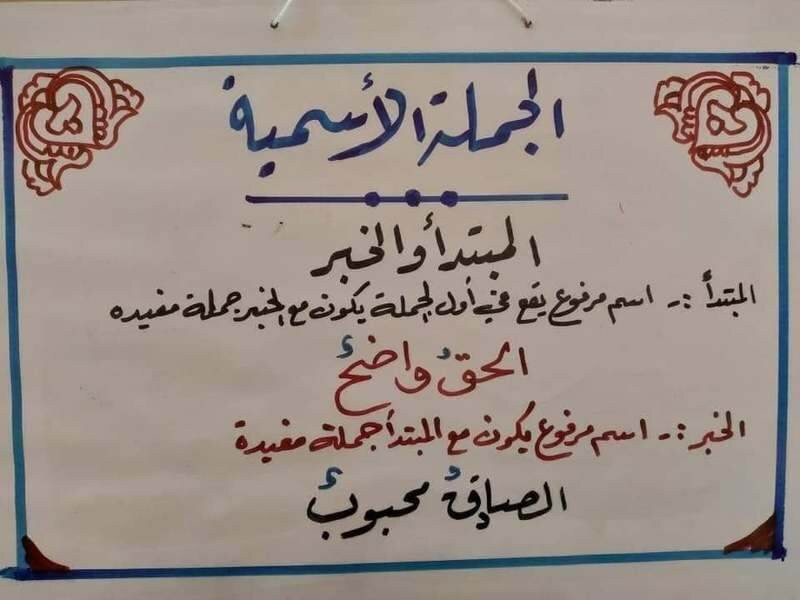 الجملة الأسمية
المبتدأ والخبر
المبتدأ :ـ اسم مرفوع يقع في أول الجملة يكون مع الخبر جملة مفيده
الحقُ واضحٌ
الخبر :ـ اسم مرفوع يكون مع المبتدأ جملة مفيدة
الصادقُ محبوبٌ